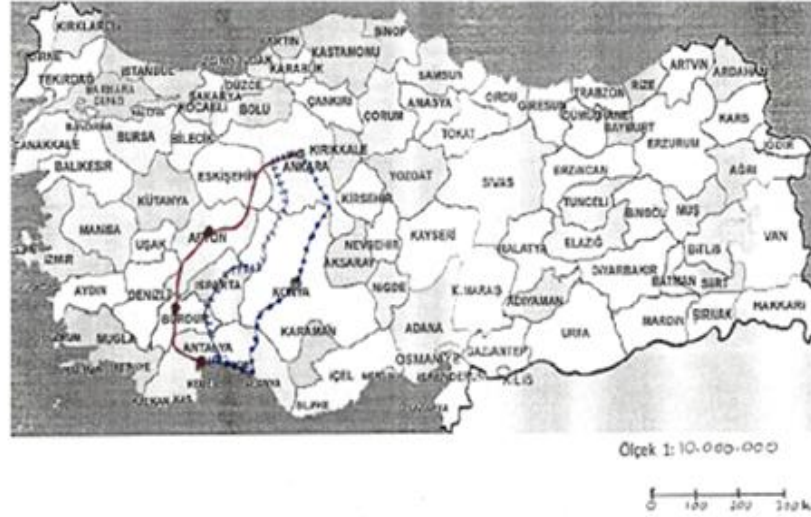 KIRKLARELİ
TEKİRDAĞ
İSTANBUL
KOCAELİ
SAKARYA
DÜZCE
BOLU
KARABÜK
KASTAMONU
SİNOP
ÇANKIRI
ÇORUM
SAMSUN
AMASYA
TOKAT
ORDU
GİRESUN
TRABZON
GÜMÜŞHANE
BAYBURT
RİZE
ARTVİN
ARDAHAN
KARS
ERZURUM
AĞRI
ÇANAKKALE
BALIKESİR
BURSA
BİLECİK
ESKİŞEHİR
ANKARA
KIRIKKALE
KIRŞEHİR
YOZGAT
SİVAS
ERZİNCAN
TUNCELİ
BİNGÖL
MUŞ
VAN
BİTLİS
KÜTAHYA
MANİSA
UŞAK
AFYON
İZMİR
AYDIN
DENİZLİ
ISPARTA
BURDUR
KONYA
AKSARAY
NEVŞEHİR
NİĞDE
KAYSERİ
MALATYA
ELAZIĞ
DİYARBAKIR
BATMAN
SİİRT
ŞIRNAK
HAKKARİ
MARDİN
URFA
ADIYAMAN
K.MARAŞ
GAZİANTEP
KİLİS
OSMANİYE
ADANA
İÇEL
KARAMAN
ANTALYA
MUĞLA
KEMER
Ölçek 1: 10.000.000
0 100 200 300k